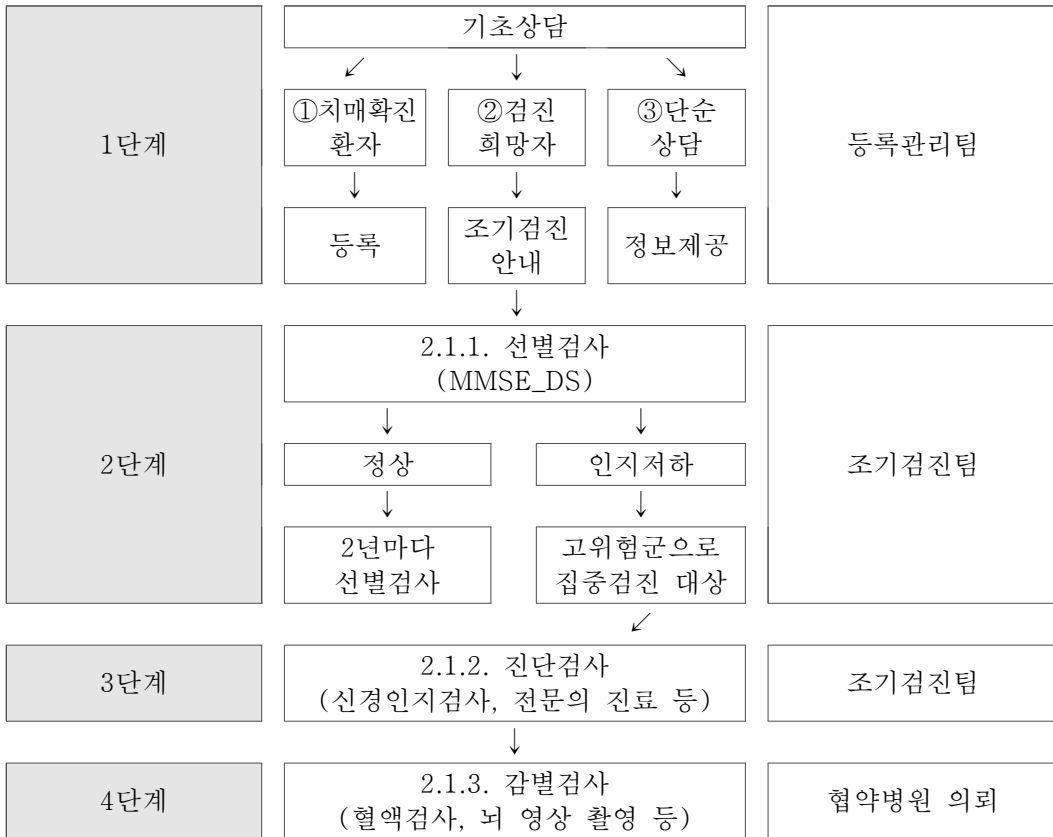 기초상담
↙ ↓ ↘
1단계
①치매확진
환자
②검진
희망자
③단순
상담
등록관리팀
↓ ↓ ↓
등록
조기검진
안내
정보제공
↓
2.1.1. 선별검사
(MMSE_DS)
↓ ↓
2단계
정상
인지저하
조기검진팀
↓ ↓
2년마다
선별검사
고위험군으로
집중검진 대상
↙
3단계
2.1.2. 진단검사
(신경인지검사, 전문의 진료 등)
조기검진팀
↓
4단계
2.1.3. 감별검사
(혈액검사, 뇌 영상 촬영 등)
협약병원 의뢰